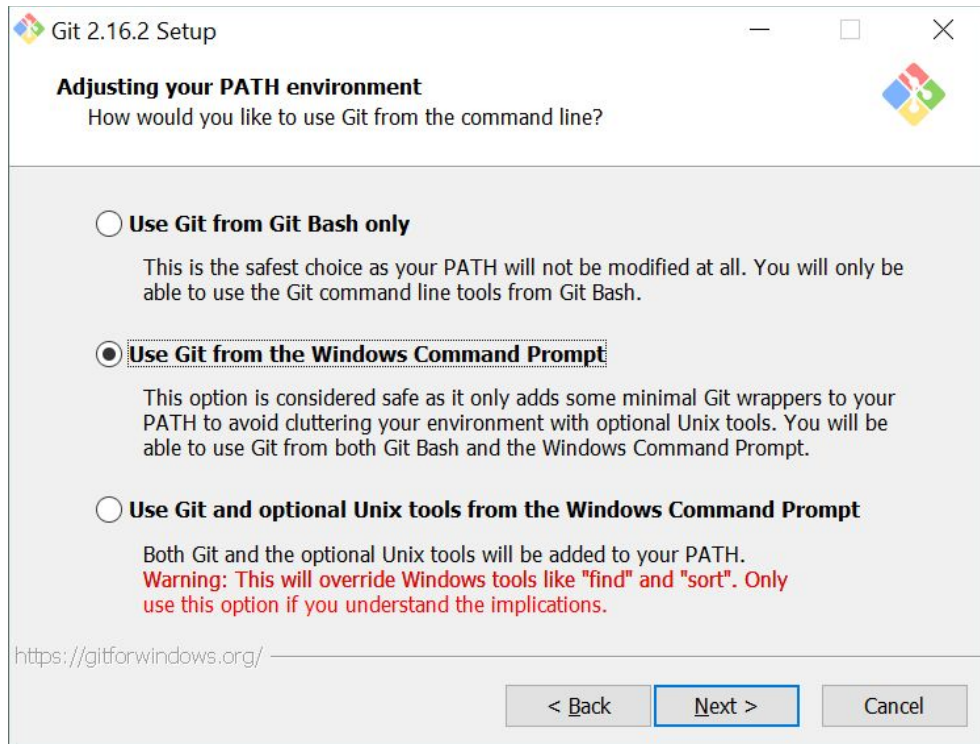 Git 2.16.2 Setup
Adjusting your PATH environment
How would you like to use Git from the command line?
Use Git from Git Bash only
This is the safest choice as your PATH will not be modified at all. You will only be
able to use the Git command line tools from Git Bash.
Use Git from the Windows Command Prompt
This option is considered safe as it only adds some minimal Git wrappers to your
PATH to avoid cluttering your environment with optional Unix tools. You will be
able to use Git from both Git Bash and the Windows Command Prompt.
Use Git and optional Unix tools from the Windows Command Prompt
Both Git and the optional Unix tools will be added to your PATH.
Warning: This will override Windows tools like "find" and "sort". Only
use this option if you understand the implications.
https://gitforwindows.org/
< Back Next > Cancel